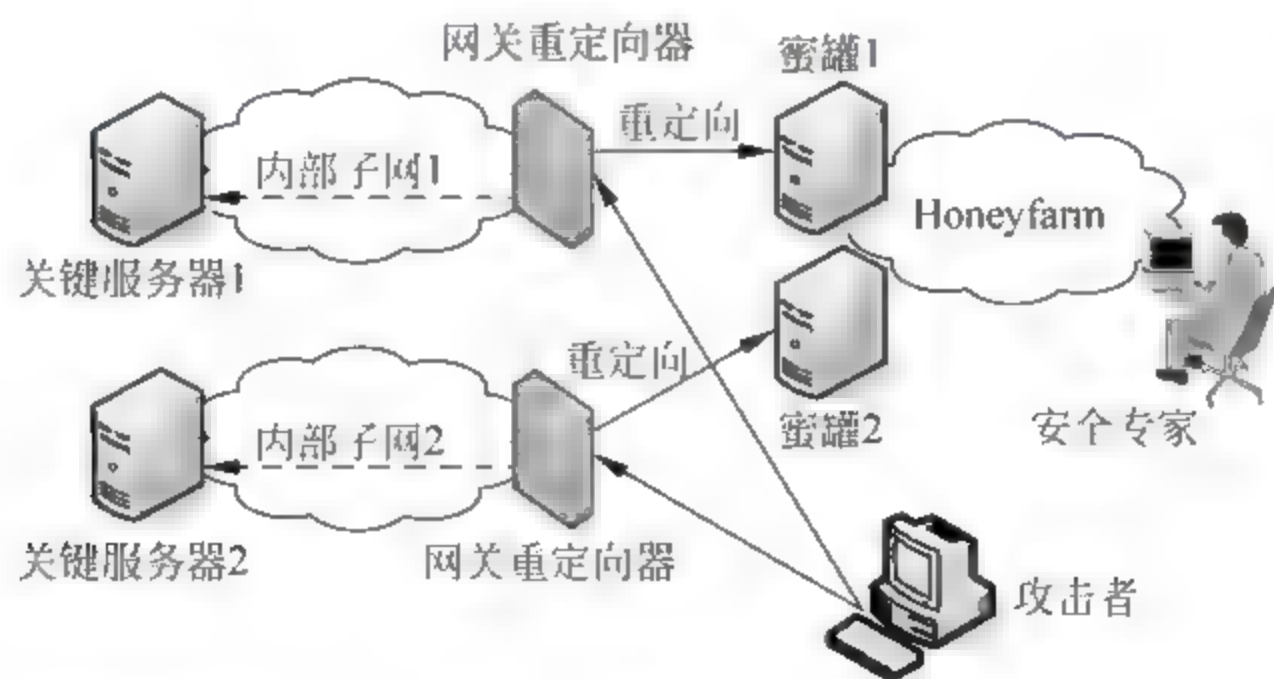 网关重定向器
蜜罐1
重定向
内部子网1
Honeyfarm
关键服务器1
重定向
内部子网2
蜜罐2
安全专家
关键服务器2
网关重定向器
攻击者